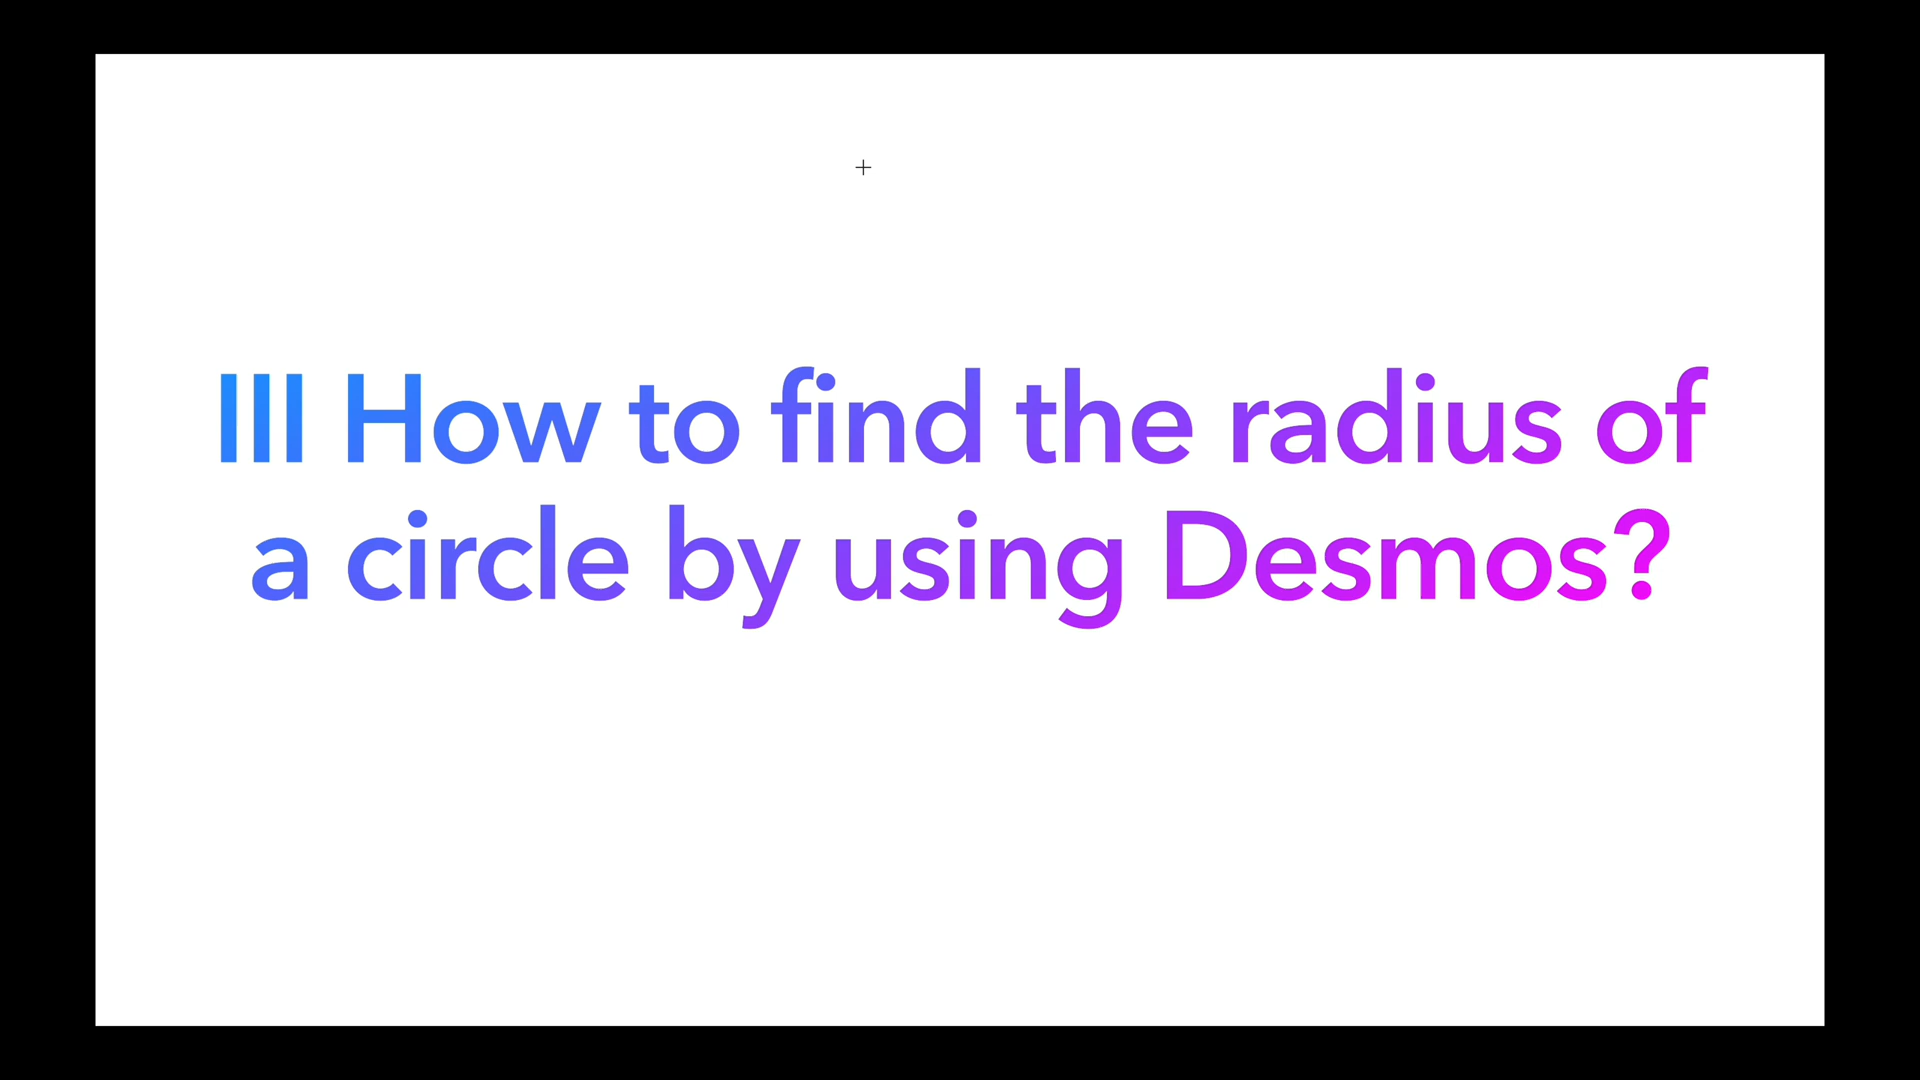 III How to find the radius of
a circle by using Desmos?